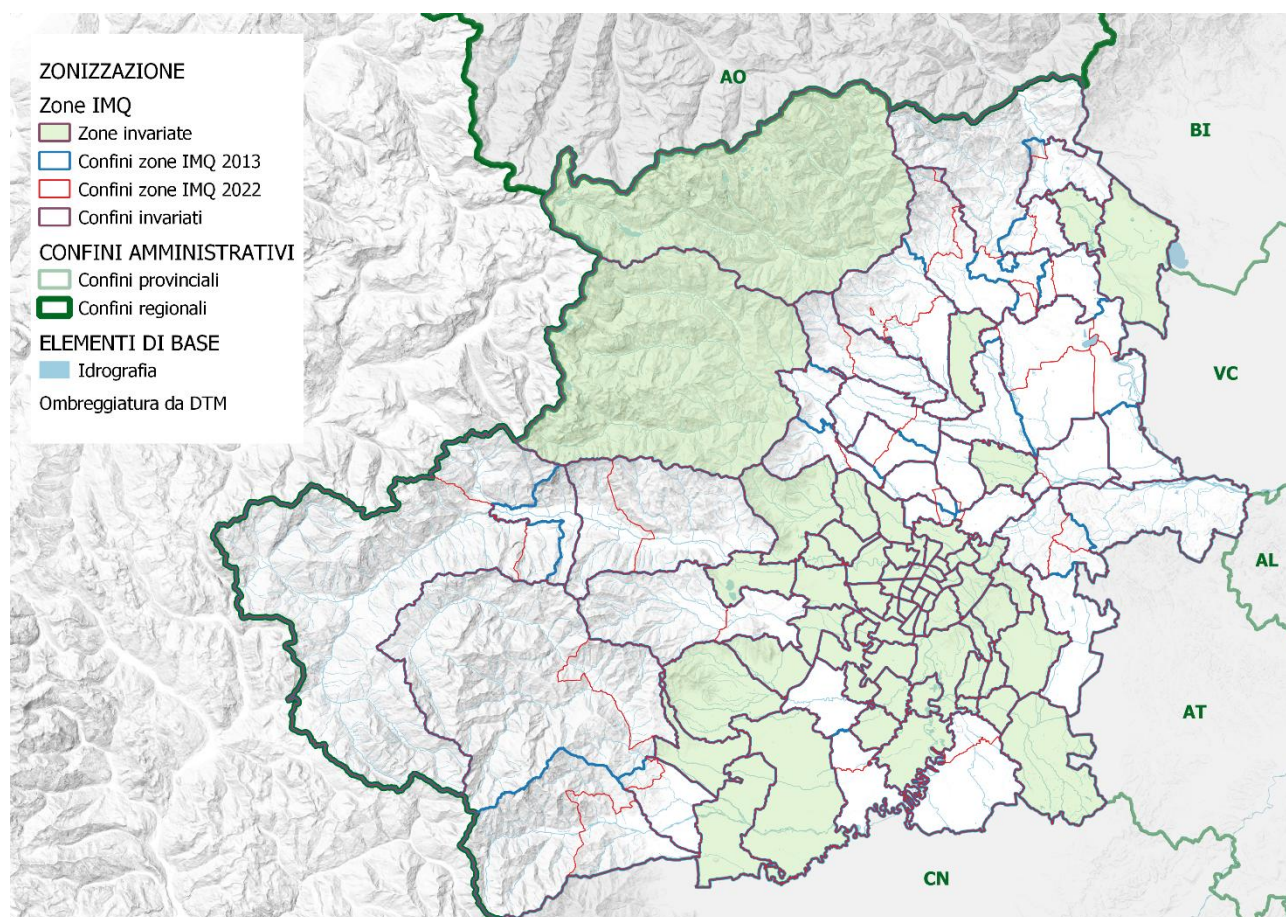 ZONIZZAZIONE
Zone IMQ
Zone invariate
Confini zone IMQ 2013
Confini zone IMQ 2022
Confini invariati
CONFINI AMMINISTRATIVI
Confini provinciali
Confini regionali
ELEMENTI DI BASE
Idrografia
Ombreggiatura da DTM
AO
BI
VC
AL
AT
CN